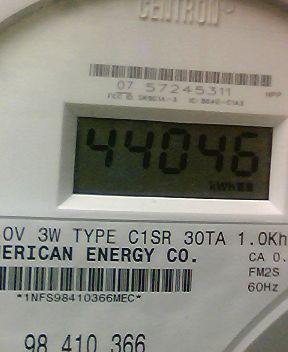 CENTRON
07 57245311
44046
kWh
0V 3W TYPE C1SR 30TA 1.0Kh
ERICAN ENERGY CO.
CA 0.
FM2S
60Hz
*1NFS98410366MEC*
98 410 366